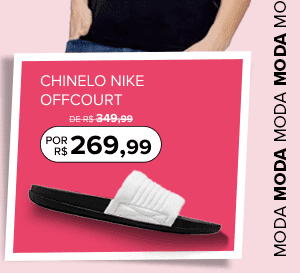 CHINELO NIKE
OFFCOURT
DE R$ 349,99
POR
R$ 269,99
MODA MODA MODA MODA MO